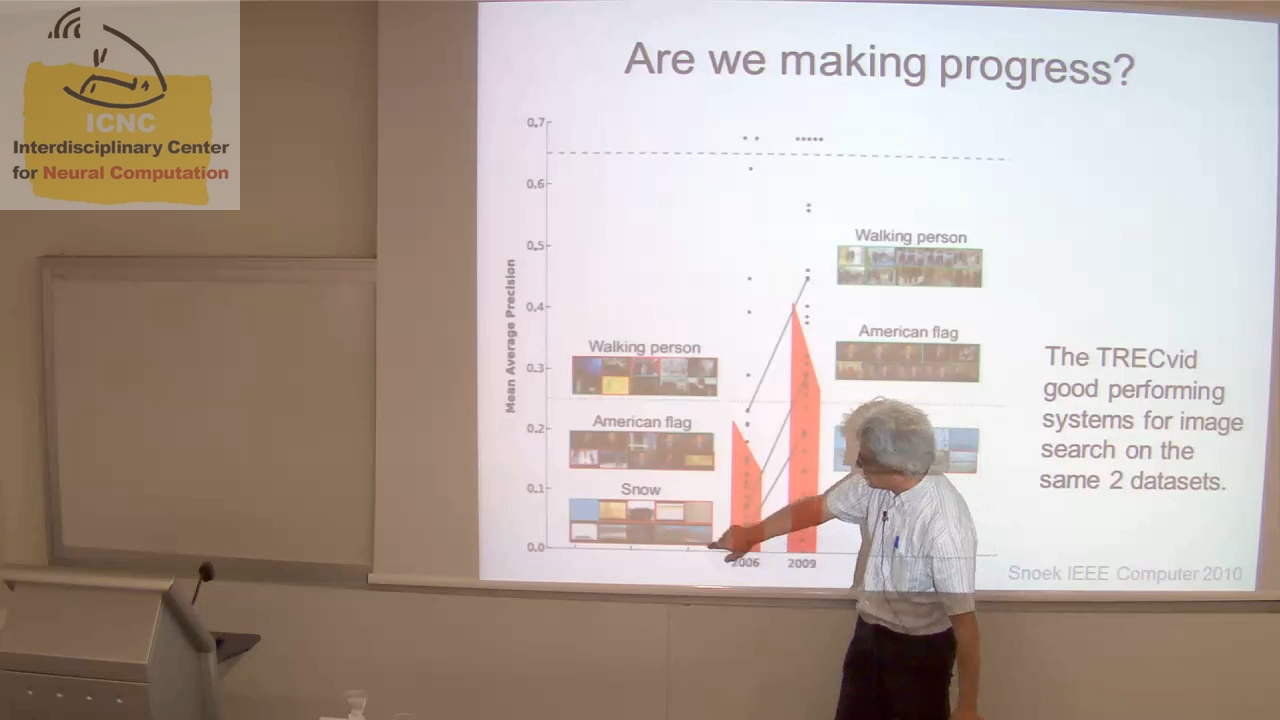 ICNC
Interdisciplinary Center
for Neural Computation
Are we making progress?
0.7
0.6
0.5
0.4
0.3
0.2
0.1
0.0
Mean Average Precision
Walking person
American flag
Snow
Walking person
American flag
2006
2009
The TRECvid
good performing
systems for image
search on the
same 2 datasets.
Snoek IEEE Computer 2010